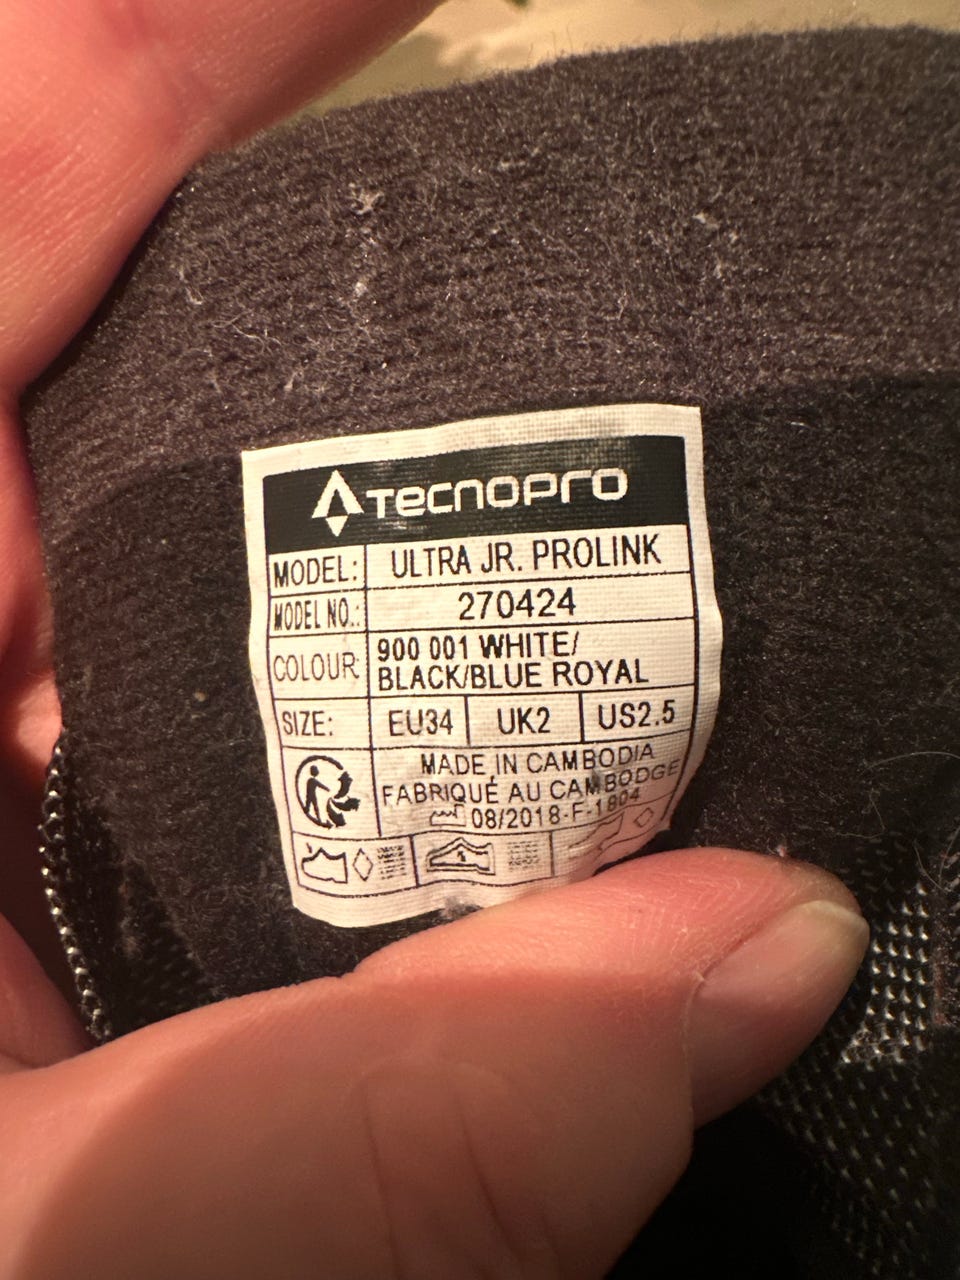 TECNOPRO
MODEL: ULTRA JR. PROLINK
MODEL NO.: 270424
COLOUR: 900 001 WHITE/
BLACK/BLUE ROYAL
SIZE: EU34 UK2 US2.5
MADE IN CAMBODIA
FABRIQUÉ AU CAMBODGE
08/2018-F-1804